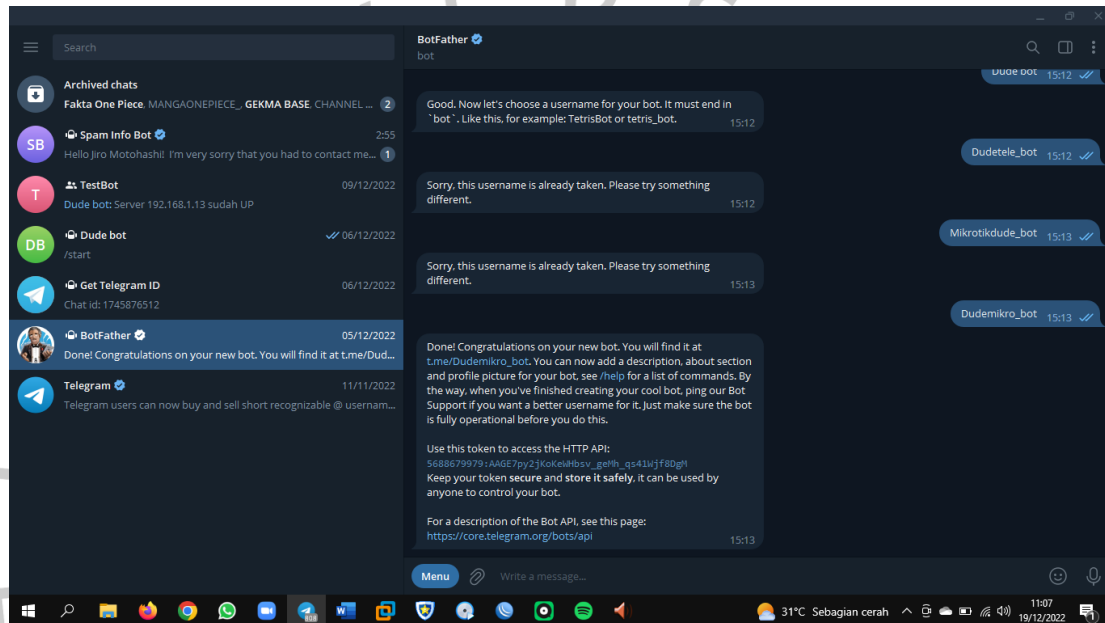 Search
Archived chats
Fakta One Piece, MANGAONEPIECE_, GEKMA BASE, CHANNEL ... 2
SB
Spam Info Bot 2:55
Hello Jiro Motohashi! I'm very sorry that you had to contact me... 1
T
TestBot 09/12/2022
Dude bot: Server 192.168.1.13 sudah UP
DB
Dude bot 06/12/2022
/start
Get Telegram ID 06/12/2022
Chat id: 1745876512
BotFather 05/12/2022
Done! Congratulations on your new bot. You will find it at t.me/Dud...
Telegram 11/11/2022
Telegram users can now buy and sell short recognizable @ usernam...
BotFather
bot
Dude bot 15:12
Good. Now let's choose a username for your bot. It must end in
`bot`. Like this, for example: TetrisBot or tetris_bot. 15:12
Dudetele_bot 15:12
Sorry, this username is already taken. Please try something
different. 15:12
Mikrotikdude_bot 15:13
Sorry, this username is already taken. Please try something
different. 15:13
Dudemikro_bot 15:13
Done! Congratulations on your new bot. You will find it at
t.me/Dudemikro_bot. You can now add a description, about section
and profile picture for your bot, see /help for a list of commands. By
the way, when you've finished creating your cool bot, ping our Bot
Support if you want a better username for it. Just make sure the bot
is fully operational before you do this.
Use this token to access the HTTP API:
Keep your token secure and store it safely, it can be used by
anyone to control your bot.
For a description of the Bot API, see this page:
https://core.telegram.org/bots/api 15:13
Menu
Write a message...
31°C Sebagian cerah
11:07
19/12/2022